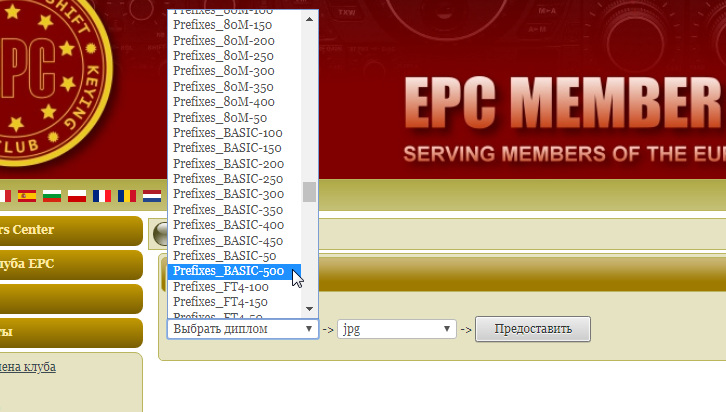 SHIFT
KEYING
CLUB
EPC
EPC MEMBER
SERVING MEMBERS OF THE EU
Prefixes_80M-100
Prefixes_80M-150
Prefixes_80M-200
Prefixes_80M-250
Prefixes_80M-300
Prefixes_80M-350
Prefixes_80M-400
Prefixes_80M-50
Prefixes_BASIC-100
Prefixes_BASIC-150
Prefixes_BASIC-200
Prefixes_BASIC-250
Prefixes_BASIC-300
Prefixes_BASIC-350
Prefixes_BASIC-400
Prefixes_BASIC-450
Prefixes_BASIC-50
Prefixes_BASIC-500
Prefixes_FT4-100
Prefixes_FT4-150
Prefixes_FT4-50
rs Center
луба EPC
ты
лена клуба
Выбрать диплом -> jpg -> Предоставить